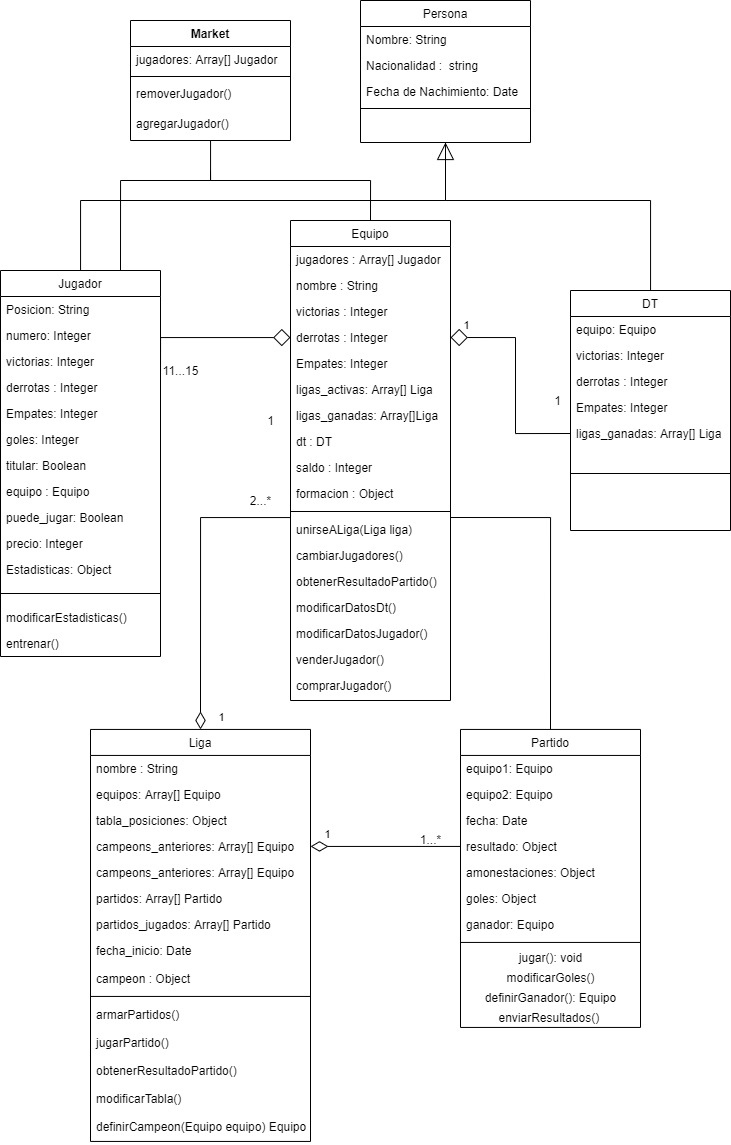 Persona
Nombre: String
Nacionalidad :  string
Fecha de Nachimiento: Date
Market
jugadores: Array[] Jugador
removerJugador()
agregarJugador()
Equipo
jugadores : Array[] Jugador
nombre : String
victorias : Integer
derrotas : Integer
Empates: Integer
ligas_activas: Array[] Liga
ligas_ganadas: Array[]Liga
dt : DT
saldo : Integer
formacion : Object
unirseALiga(Liga liga)
cambiarJugadores()
obtenerResultadoPartido()
modificarDatosDt()
modificarDatosJugador()
venderJugador()
comprarJugador()
Jugador
Posicion: String
numero: Integer
victorias: Integer
derrotas : Integer
Empates: Integer
goles: Integer
titular: Boolean
equipo : Equipo
puede_jugar: Boolean
precio: Integer
Estadisticas: Object
modificarEstadisticas()
entrenar()
11...15
1
1
1
DT
equipo: Equipo
victorias: Integer
derrotas : Integer
Empates: Integer
ligas_ganadas: Array[] Liga
2...*
1
Liga
nombre : String
equipos: Array[] Equipo
tabla_posiciones: Object
campeons_anteriores: Array[] Equipo
campeons_anteriores: Array[] Equipo
partidos: Array[] Partido
partidos_jugados: Array[] Partido
fecha_inicio: Date
campeon : Object
armarPartidos()
jugarPartido()
obtenerResultadoPartido()
modificarTabla()
definirCampeon(Equipo equipo) Equipo
1
1...*
Partido
equipo1: Equipo
equipo2: Equipo
fecha: Date
resultado: Object
amonestaciones: Object
goles: Object
ganador: Equipo
jugar(): void
modificarGoles()
definirGanador(): Equipo
enviarResultados()